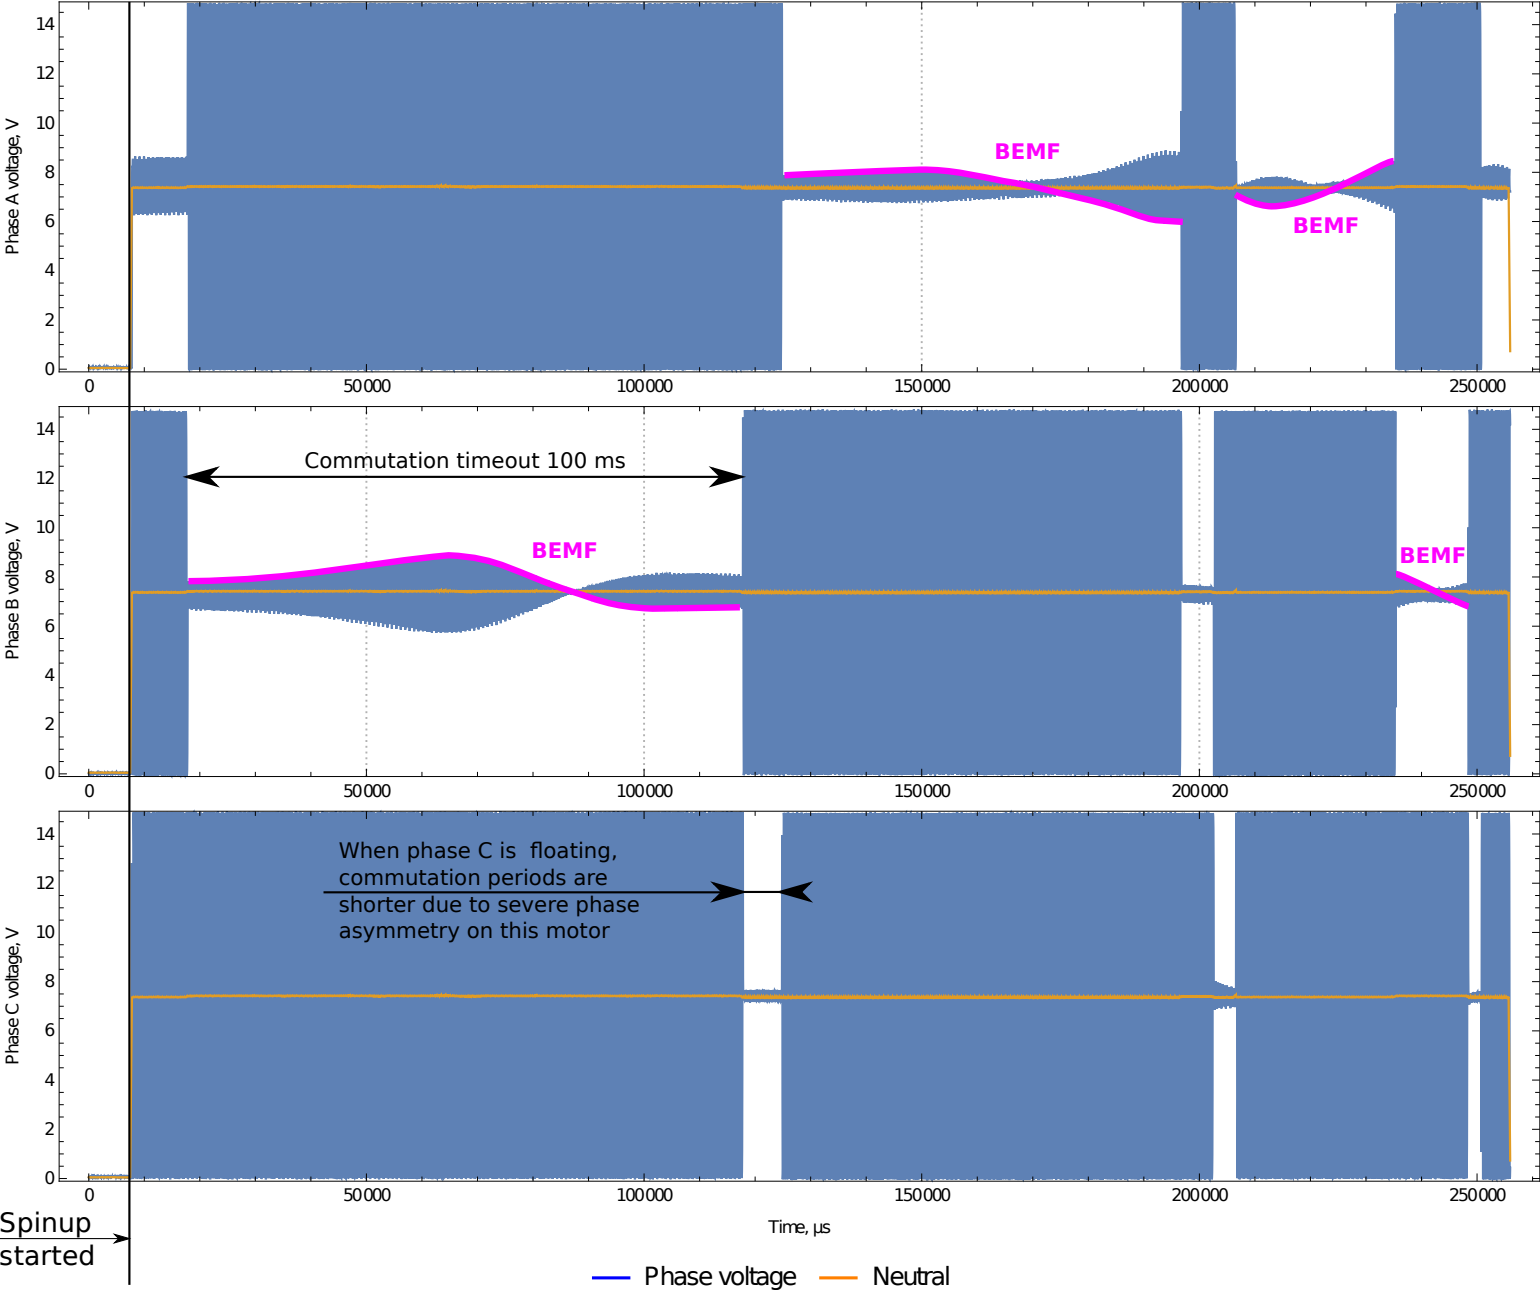 14
12
10
8
6
4
2
0
Phase A voltage, V
BEMF
BEMF
0 50000 100000 150000 200000 250000
14
12
10
8
6
4
2
0
Phase B voltage, V
Commutation timeout 100 ms
BEMF
BEMF
0 50000 100000 150000 200000 250000
14
12
10
8
6
4
2
0
Phase C voltage, V
When phase C is floating,
commutation periods are
shorter due to severe phase
asymmetry on this motor
0 50000 100000 150000 200000 250000
Time, µs
Spinup
started
Phase voltage Neutral